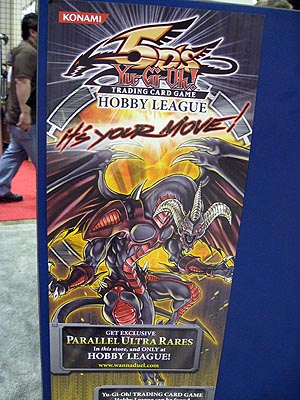 KONAMI
5D's
Yu-Gi-Oh!
TRADING CARD GAME
HOBBY LEAGUE
It's YOUR MOVE!
GET EXCLUSIVE
PARALLEL ULTRA RARES
In this store, and ONLY at
HOBBY LEAGUE!
www.wannaduel.com
Yu-Gi-Oh! TRADING CARD GAME